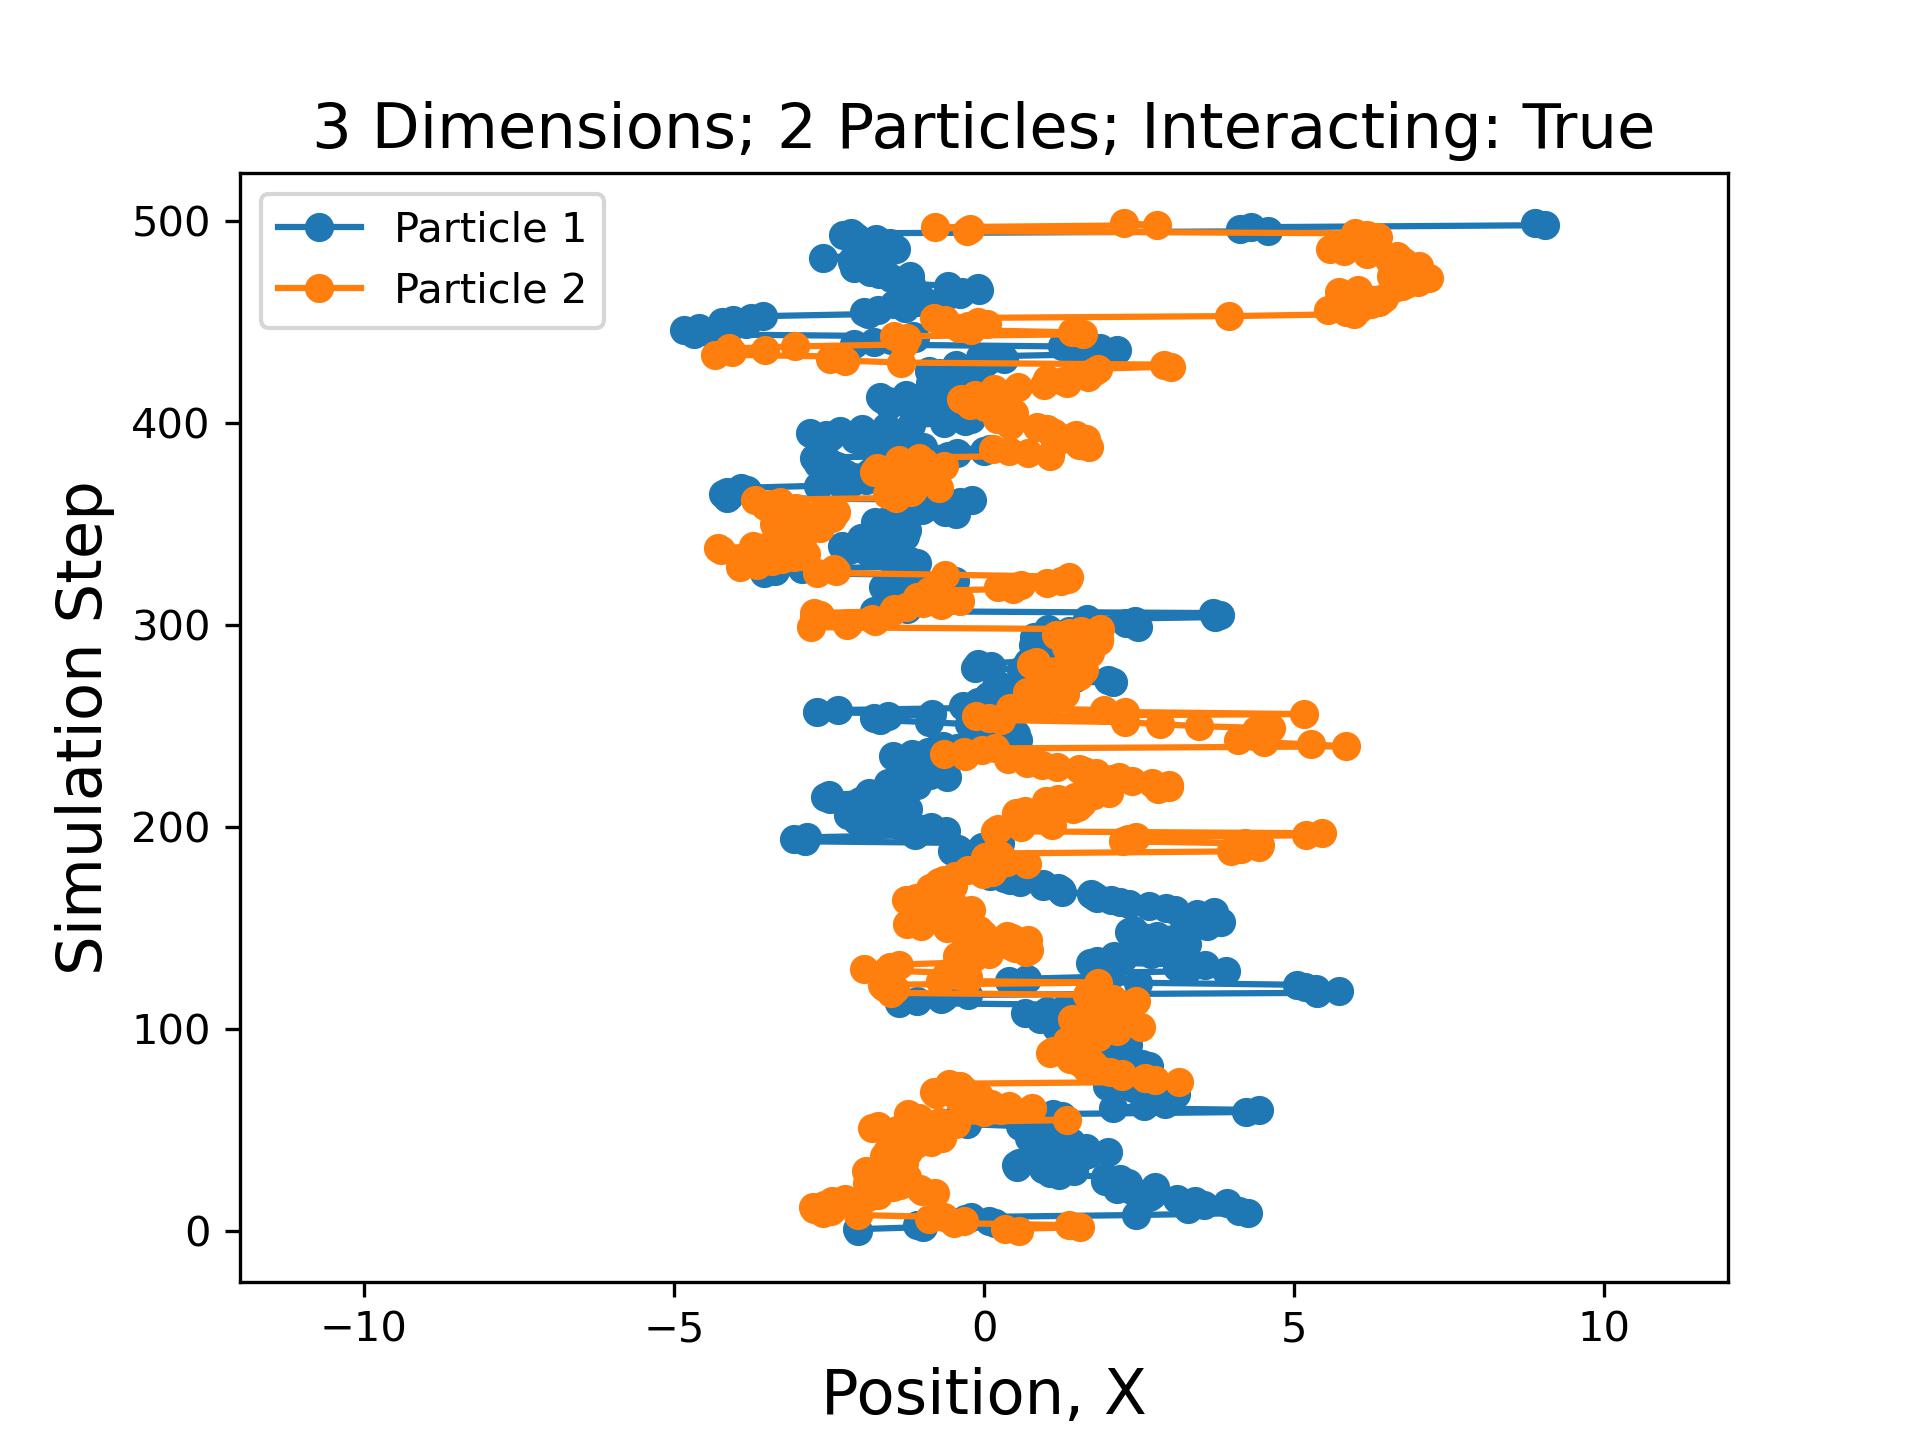 3 Dimensions; 2 Particles; Interacting: True
Particle 1
Particle 2
500
400
300
200
100
0
Simulation Step
−10
−5
0
5
10
Position, X